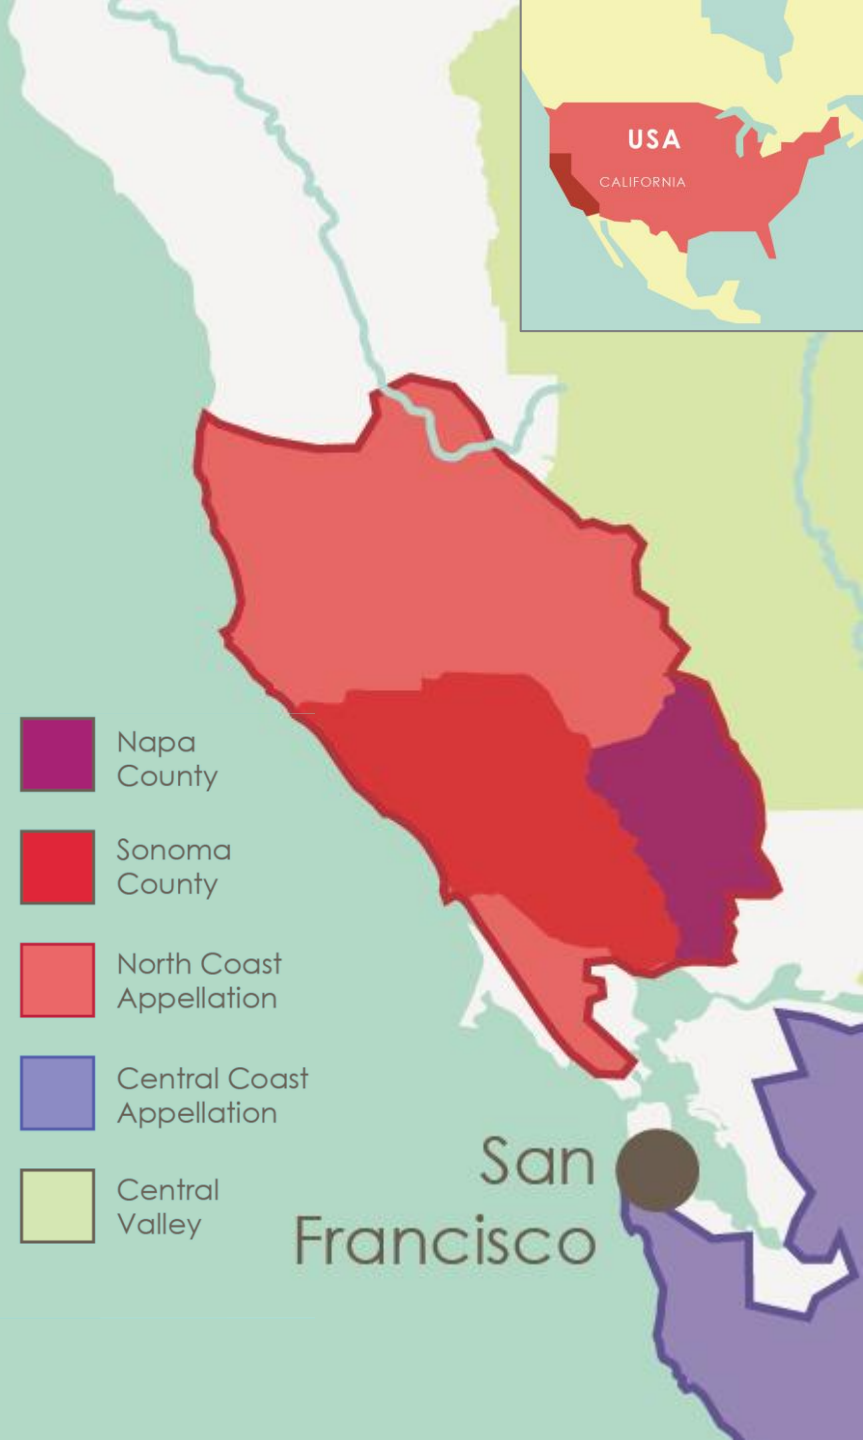 USA
CALIFORNIA
Napa
County
Sonoma
County
North Coast
Appellation
Central Coast
Appellation
Central
Valley
San
Francisco